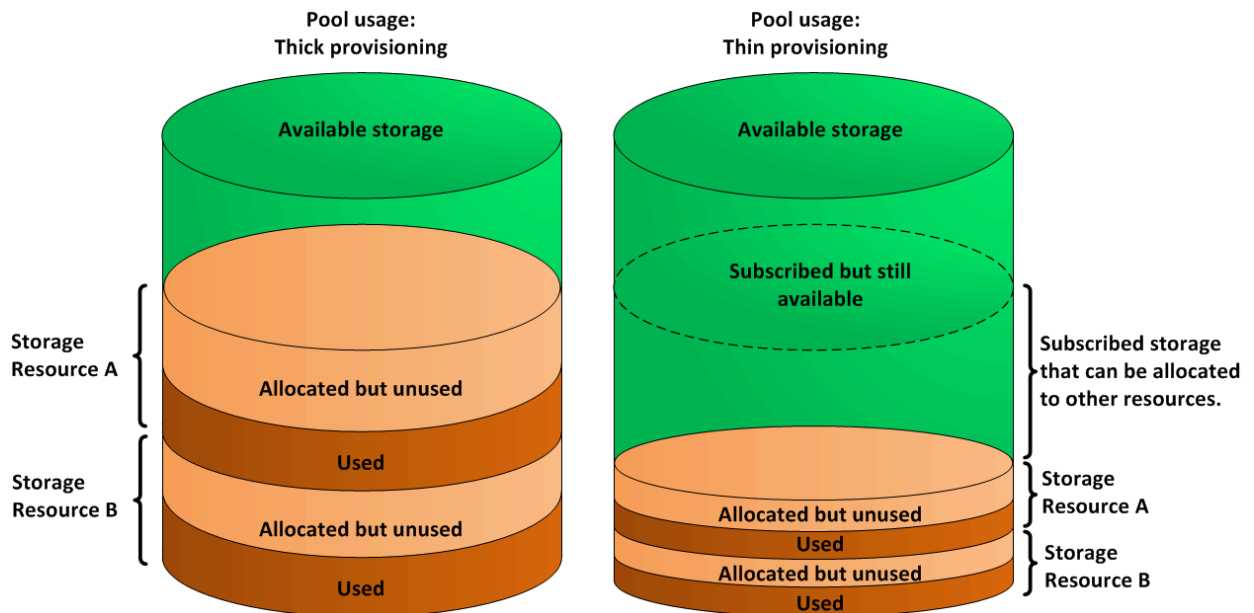 Pool usage:
Thick provisioning
Available storage
Storage
Resource A
Allocated but unused
Used
Storage
Resource B
Allocated but unused
Used
Pool usage:
Thin provisioning
Available storage
Subscribed but still
available
Subscribed storage
that can be allocated
to other resources.
Allocated but unused
Storage
Resource A
Used
Allocated but unused
Storage
Resource B
Used